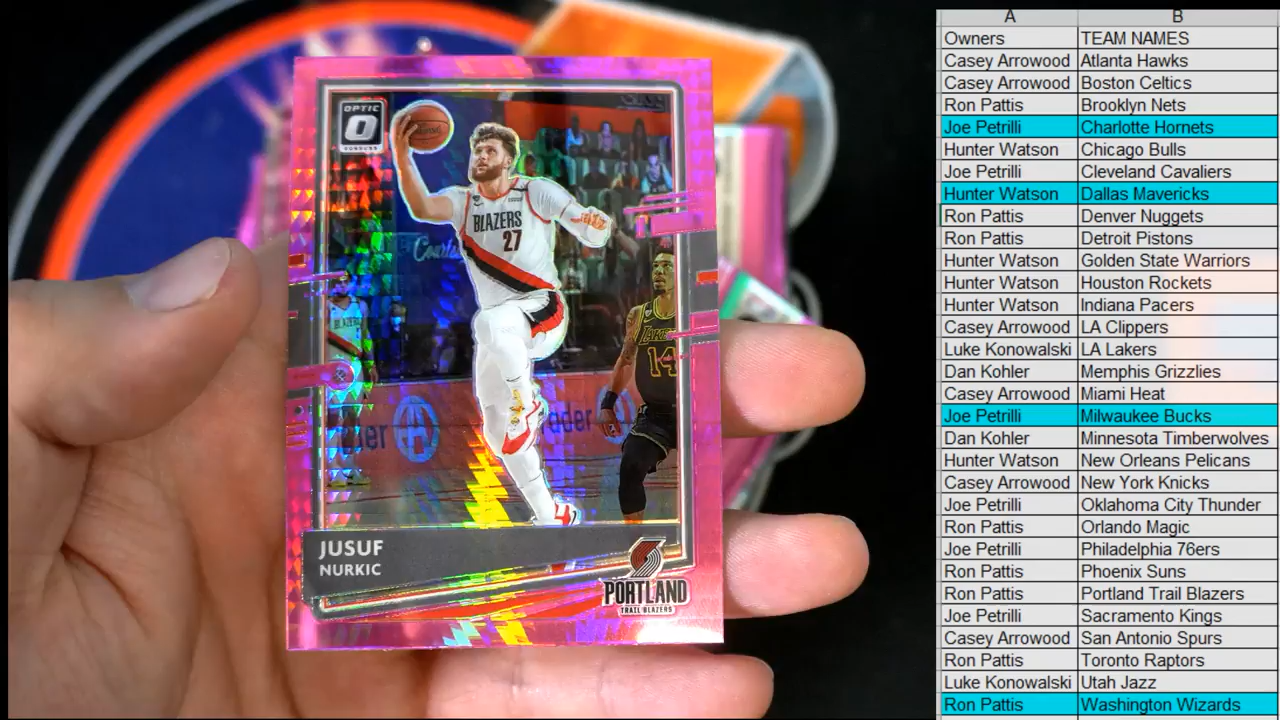 OPTIC
DONRUSS
BLAZERS
27
LAKERS
14
JUSUF
NURKIC
PORTLAND
TRAIL BLAZERS
A B
Owners TEAM NAMES
Casey Arrowood Atlanta Hawks
Casey Arrowood Boston Celtics
Ron Pattis Brooklyn Nets
Joe Petrilli Charlotte Hornets
Hunter Watson Chicago Bulls
Joe Petrilli Cleveland Cavaliers
Hunter Watson Dallas Mavericks
Ron Pattis Denver Nuggets
Ron Pattis Detroit Pistons
Hunter Watson Golden State Warriors
Hunter Watson Houston Rockets
Hunter Watson Indiana Pacers
Casey Arrowood LA Clippers
Luke Konowalski LA Lakers
Dan Kohler Memphis Grizzlies
Casey Arrowood Miami Heat
Joe Petrilli Milwaukee Bucks
Dan Kohler Minnesota Timberwolves
Hunter Watson New Orleans Pelicans
Casey Arrowood New York Knicks
Joe Petrilli Oklahoma City Thunder
Ron Pattis Orlando Magic
Joe Petrilli Philadelphia 76ers
Ron Pattis Phoenix Suns
Ron Pattis Portland Trail Blazers
Joe Petrilli Sacramento Kings
Casey Arrowood San Antonio Spurs
Ron Pattis Toronto Raptors
Luke Konowalski Utah Jazz
Ron Pattis Washington Wizards